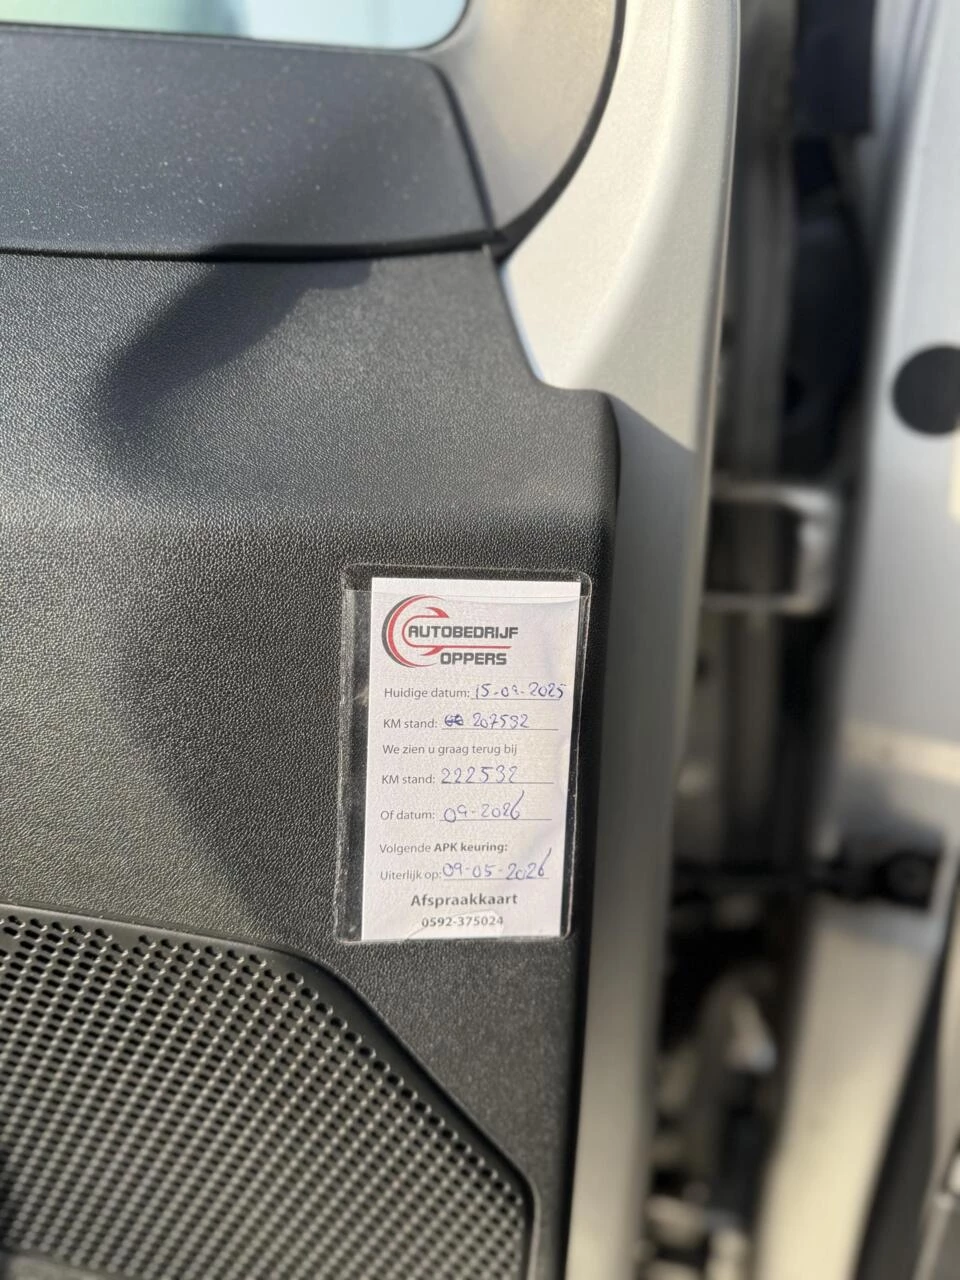 AUTOBEDRIJF
EPPERS
Huidige datum: 15-09-2025
KM stand: 207532
We zien u graag terug bij
KM stand: 222532
Of datum: 09-2026
Volgende APK keuring:
Uiterlijk op: 09-05-2026
Afspraakkaart
0592-375024